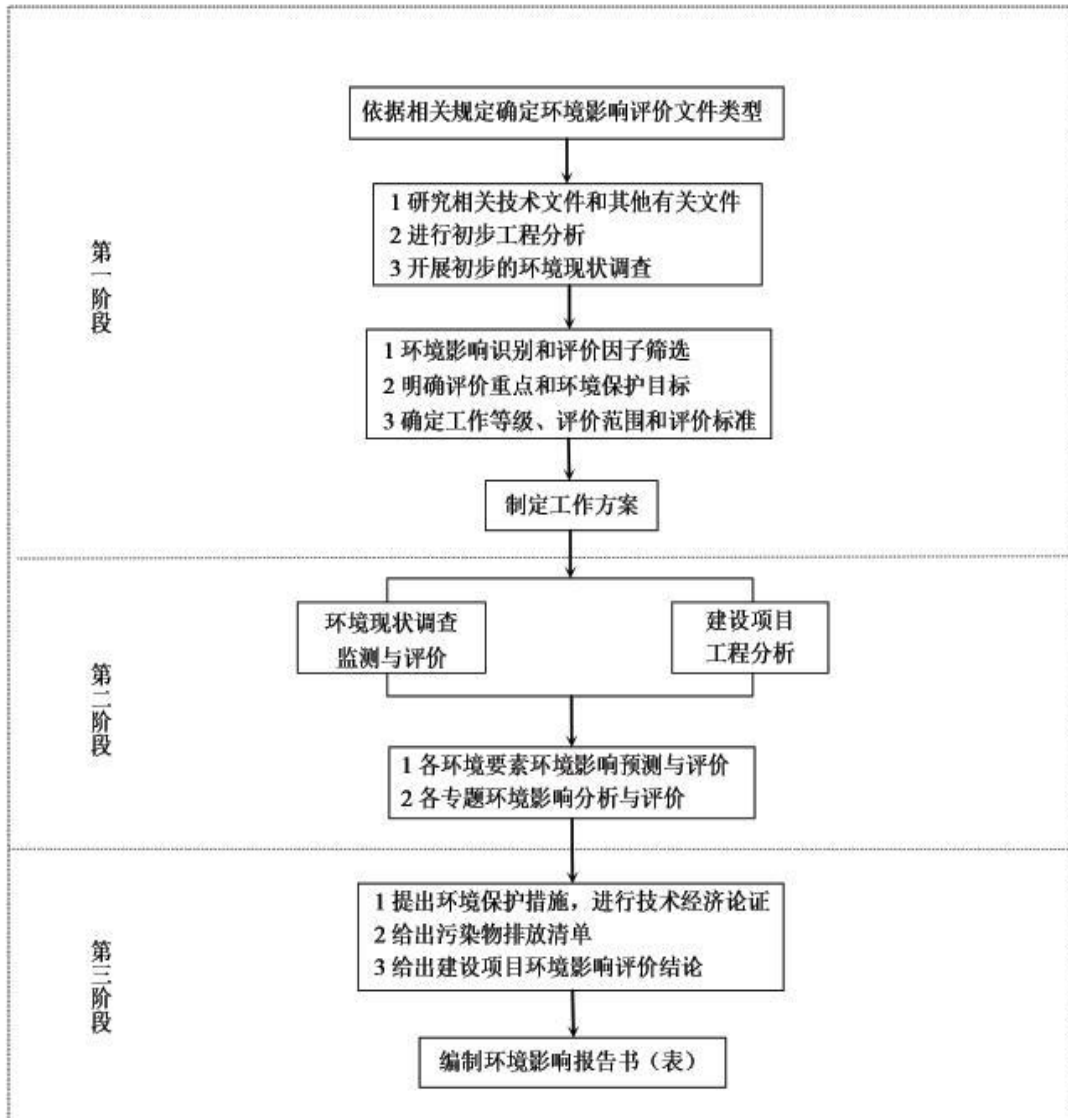 依据相关规定确定环境影响评价文件类型
1 研究相关技术文件和其他有关文件
2 进行初步工程分析
3 开展初步的环境现状调查
第一阶段
1 环境影响识别和评价因子筛选
2 明确评价重点和环境保护目标
3 确定工作等级、评价范围和评价标准
制定工作方案
环境现状调查
监测与评价
建设项目
工程分析
第二阶段
1 各环境要素环境影响预测与评价
2 各专题环境影响分析与评价
1 提出环境保护措施，进行技术经济论证
2 给出污染物排放清单
3 给出建设项目环境影响评价结论
第三阶段
编制环境影响报告书（表）